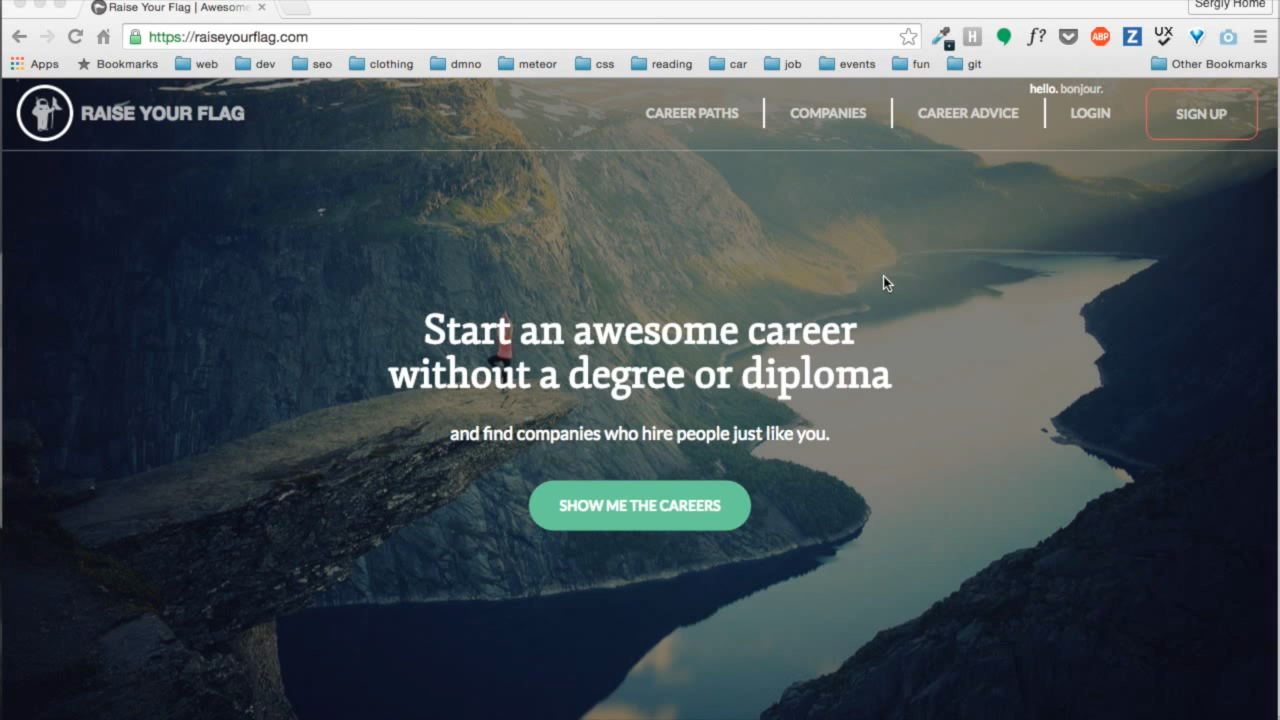 Raise Your Flag | Awesome
Sergiy Home
https://raiseyourflag.com
f?
H
ABP
Z
UX
Apps
Bookmarks
web
dev
seo
clothing
dmno
meteor
css
reading
car
job
events
fun
git
Other Bookmarks
hello. bonjour.
RAISE YOUR FLAG
CAREER PATHS
COMPANIES
CAREER ADVICE
LOGIN
SIGN UP
Start an awesome career
without a degree or diploma
and find companies who hire people just like you.
SHOW ME THE CAREERS